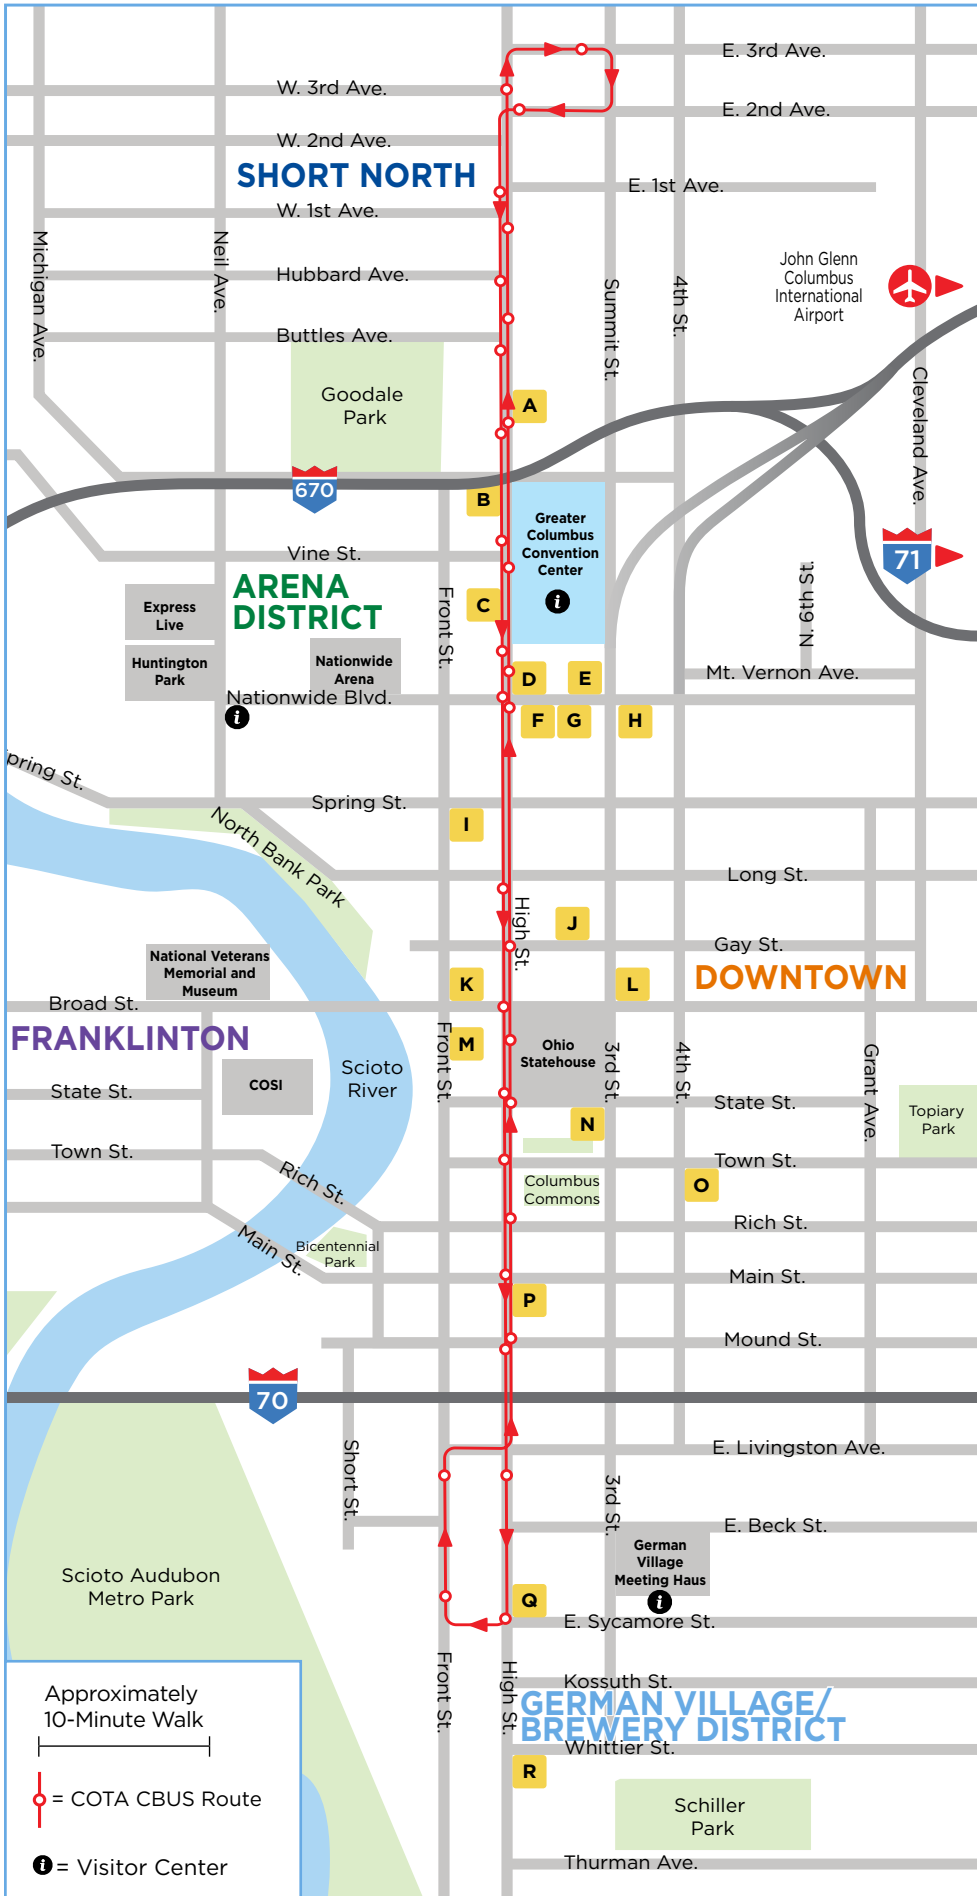 E. 3rd Ave.
W. 3rd Ave.
E. 2nd Ave.
W. 2nd Ave.
SHORT NORTH
E. 1st Ave.
W. 1st Ave.
Michigan Ave.
Neil Ave.
Hubbard Ave.
Summit St.
4th St.
John Glenn
Columbus
International
Airport
Buttles Ave.
Cleveland Ave.
Goodale
Park
A
670
B
Greater
Columbus
Convention
Center
i
Vine St.
71
ARENA
DISTRICT
Express
Live
C
Front St.
N. 6th St.
Huntington
Park
Nationwide
Arena
D
E
Mt. Vernon Ave.
Nationwide Blvd.
i
F
G
H
pring St.
Spring St.
I
North Bank Park
Long St.
High St.
J
Gay St.
National Veterans
Memorial and
Museum
K
L
DOWNTOWN
Broad St.
FRANKLINTON
M
Ohio
Statehouse
Front St.
3rd St.
4th St.
Grant Ave.
COSI
Scioto
River
State St.
State St.
Topiary
Park
N
Town St.
Town St.
Rich St.
Columbus
Commons
O
Rich St.
Main St.
Bicentennial
Park
Main St.
P
Mound St.
70
Short St.
E. Livingston Ave.
3rd St.
E. Beck St.
German
Village
Meeting Haus
i
Scioto Audubon
Metro Park
Q
E. Sycamore St.
Front St.
High St.
Kossuth St.
GERMAN VILLAGE/
BREWERY DISTRICT
Whittier St.
R
Schiller
Park
Thurman Ave.
Approximately
10-Minute Walk
= COTA CBUS Route
i = Visitor Center